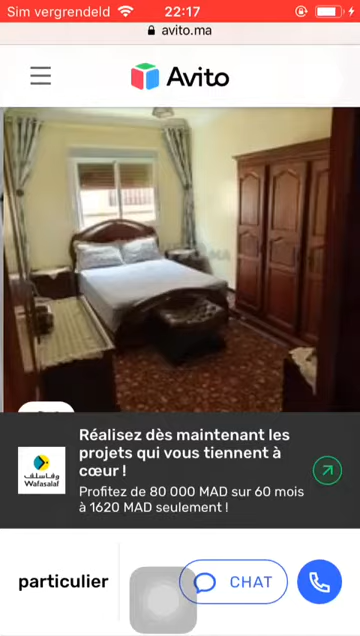 Sim vergrendeld 22:17
avito.ma
Avito
Réalisez dès maintenant les
projets qui vous tiennent à
cœur !
وفاسلف
Wafasalaf
Profitez de 80 000 MAD sur 60 mois
à 1620 MAD seulement !
particulier
CHAT